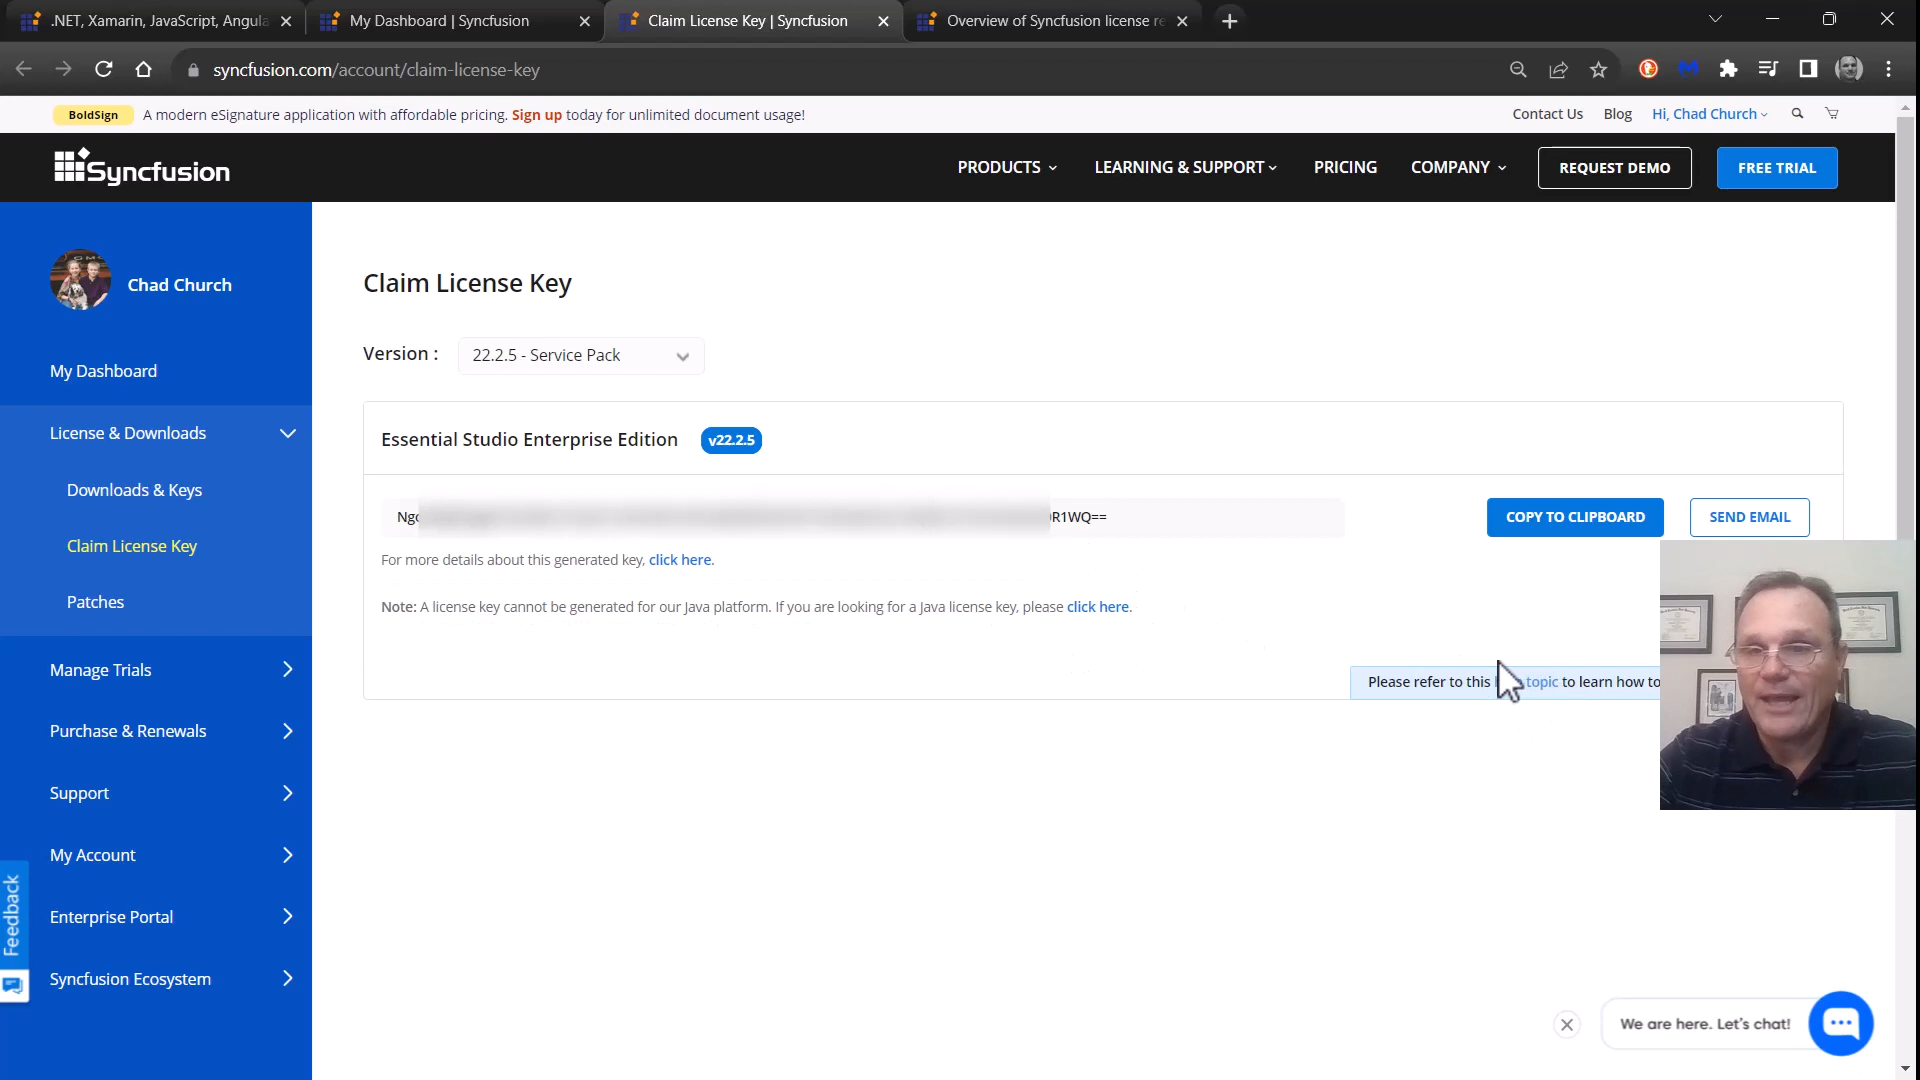 .NET, Xamarin, JavaScript, Angula
My Dashboard | Syncfusion
Claim License Key | Syncfusion
Overview of Syncfusion license re
syncfusion.com/account/claim-license-key
BoldSign
A modern eSignature application with affordable pricing. Sign up today for unlimited document usage!
Contact Us
Blog
Hi, Chad Church
Syncfusion
PRODUCTS
LEARNING & SUPPORT
PRICING
COMPANY
REQUEST DEMO
FREE TRIAL
Chad Church
My Dashboard
License & Downloads
Downloads & Keys
Claim License Key
Patches
Manage Trials
Purchase & Renewals
Support
My Account
Enterprise Portal
Syncfusion Ecosystem
Feedback
Claim License Key
Version :
22.2.5 - Service Pack
Essential Studio Enterprise Edition
v22.2.5
Ngo
R1WQ==
COPY TO CLIPBOARD
SEND EMAIL
For more details about this generated key, click here.
Note: A license key cannot be generated for our Java platform. If you are looking for a Java license key, please click here.
Please refer to this topic to learn how to
We are here. Let's chat!